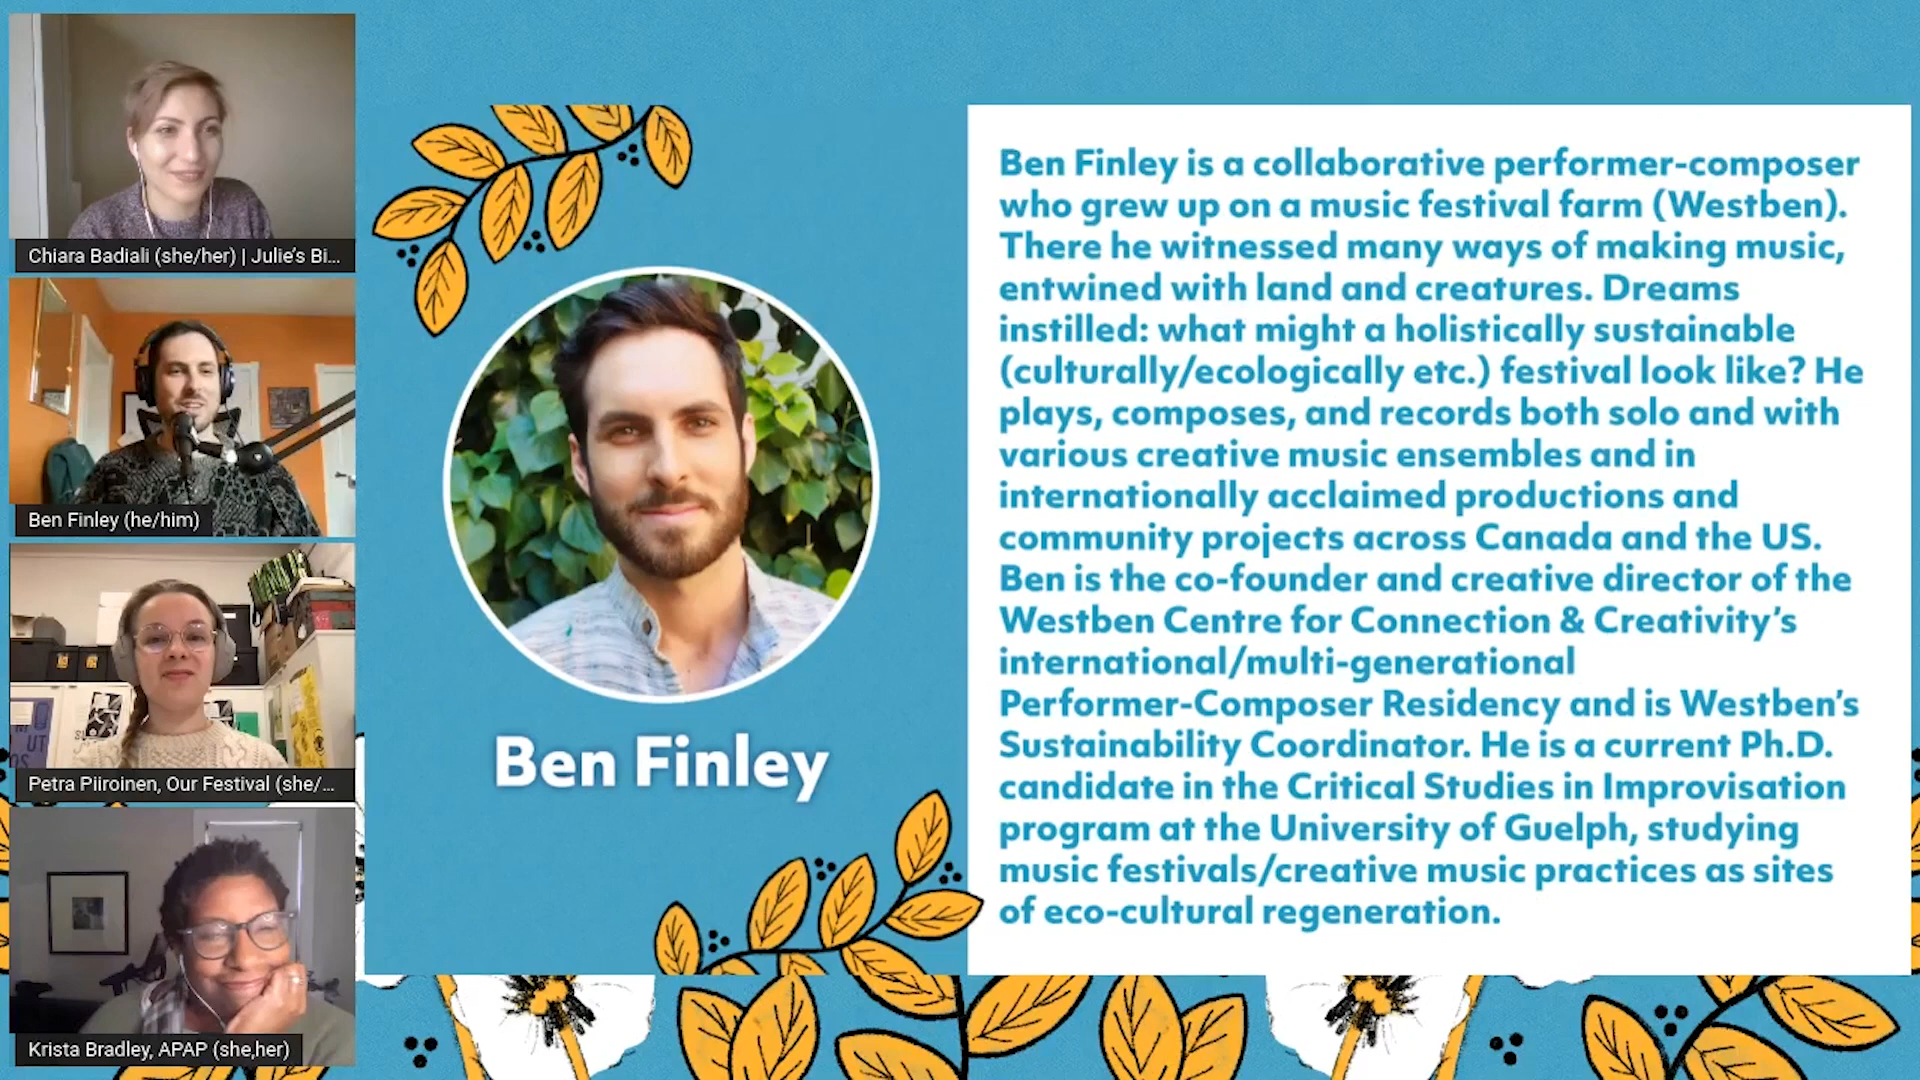 Chiara Badiali (she/her) | Julie's Bi...
Ben Finley (he/him)
Petra Piiroinen, Our Festival (she/...
Krista Bradley, APAP (she,her)
Ben Finley
Ben Finley is a collaborative performer-composer
who grew up on a music festival farm (Westben).
There he witnessed many ways of making music,
entwined with land and creatures. Dreams
instilled: what might a holistically sustainable
(culturally/ecologically etc.) festival look like? He
plays, composes, and records both solo and with
various creative music ensembles and in
internationally acclaimed productions and
community projects across Canada and the US.
Ben is the co-founder and creative director of the
Westben Centre for Connection & Creativity's
international/multi-generational
Performer-Composer Residency and is Westben's
Sustainability Coordinator. He is a current Ph.D.
candidate in the Critical Studies in Improvisation
program at the University of Guelph, studying
music festivals/creative music practices as sites
of eco-cultural regeneration.